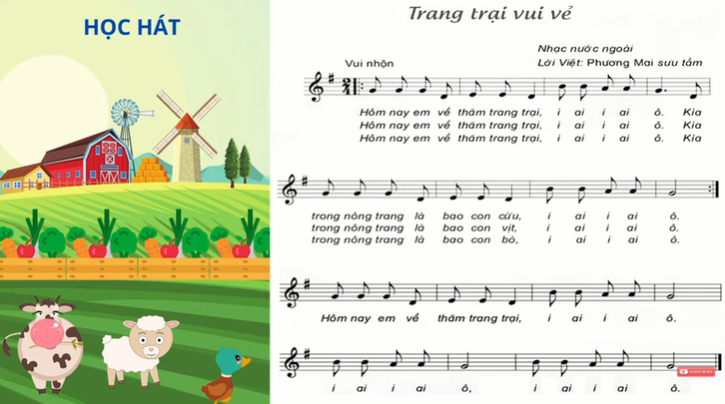 HỌC HÁT
Trang trại vui vẻ
Nhạc nước ngoài
Vui nhộn
Lời Việt: Phương Mai sưu tầm
Hôm nay em về thăm trang trại, i ai i ai ô. Kia
Hôm nay em về thăm trang trại, i ai i ai ô. Kia
Hôm nay em về thăm trang trại, i ai i ai ô. Kia
trong nông trang là bao con cừu, i ai i ai ô.
trong nông trang là bao con vịt, i ai i ai ô.
trong nông trang là bao con bò, i ai i ai ô.
Hôm nay em về thăm trang trại, i ai i ai ô.
i ai i ai ô, i ai i ai ô.
SUBSCRIBE